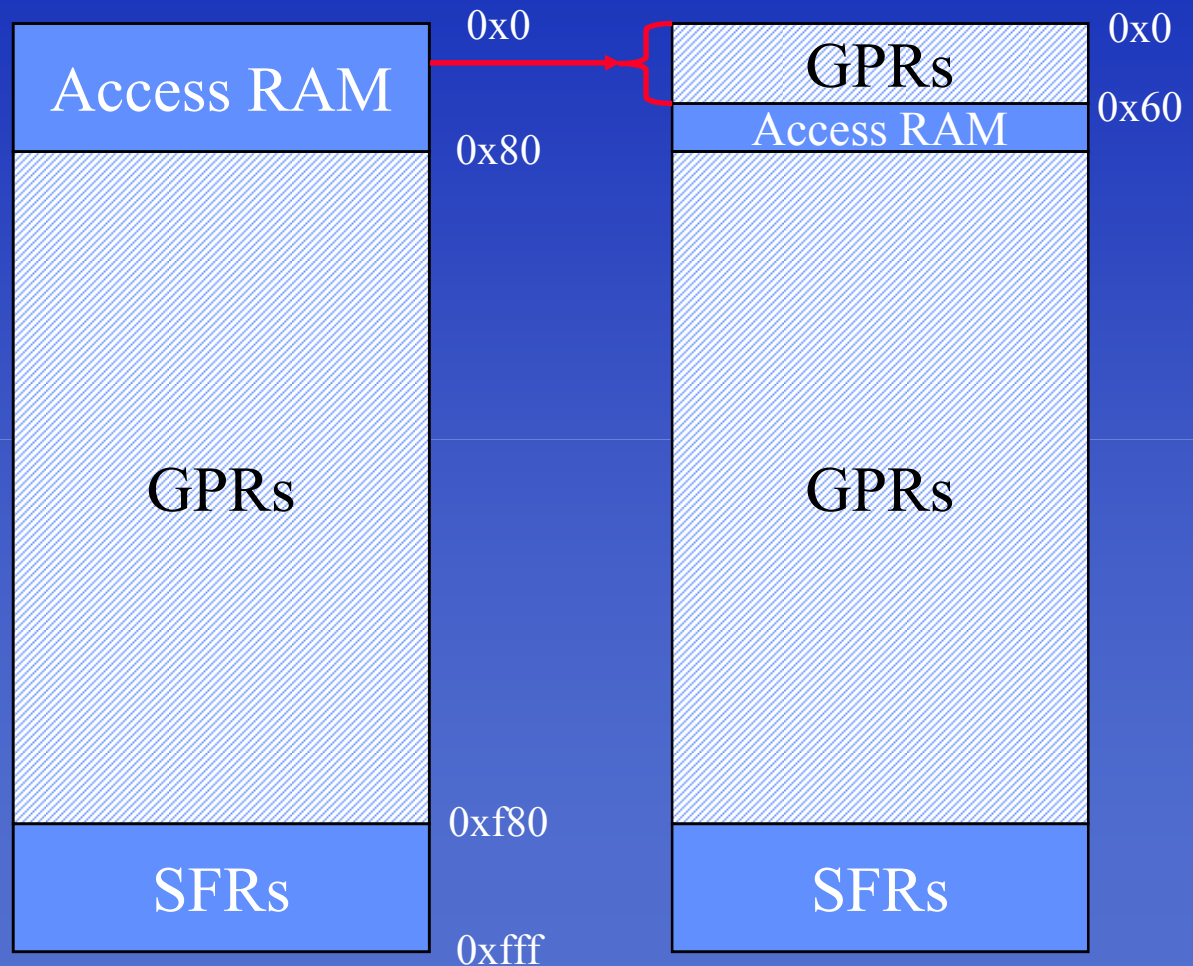 Access RAM
0x0
0x80
GPRs
0xf80
SFRs
0xfff
GPRs
0x0
0x60
Access RAM
GPRs
SFRs